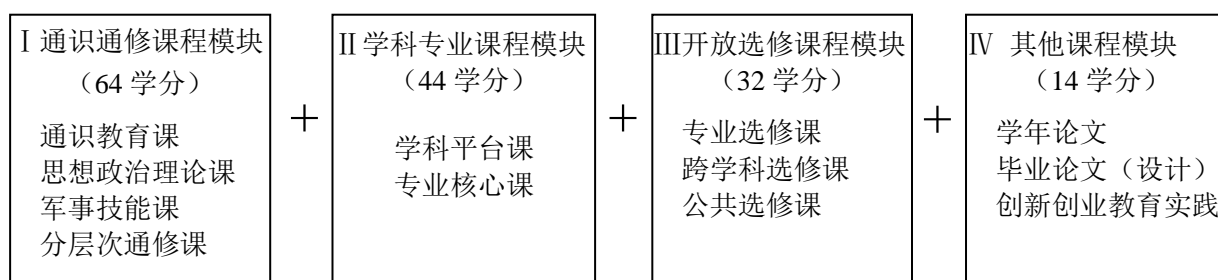 Ⅰ 通识通修课程模块
（64 学分）
通识教育课
思想政治理论课
军事技能课
分层次通修课
＋
Ⅱ 学科专业课程模块
（44 学分）
学科平台课
专业核心课
＋
Ⅲ开放选修课程模块
（32 学分）
专业选修课
跨学科选修课
公共选修课
＋
Ⅳ 其他课程模块
（14 学分）
学年论文
毕业论文（设计）
创新创业教育实践